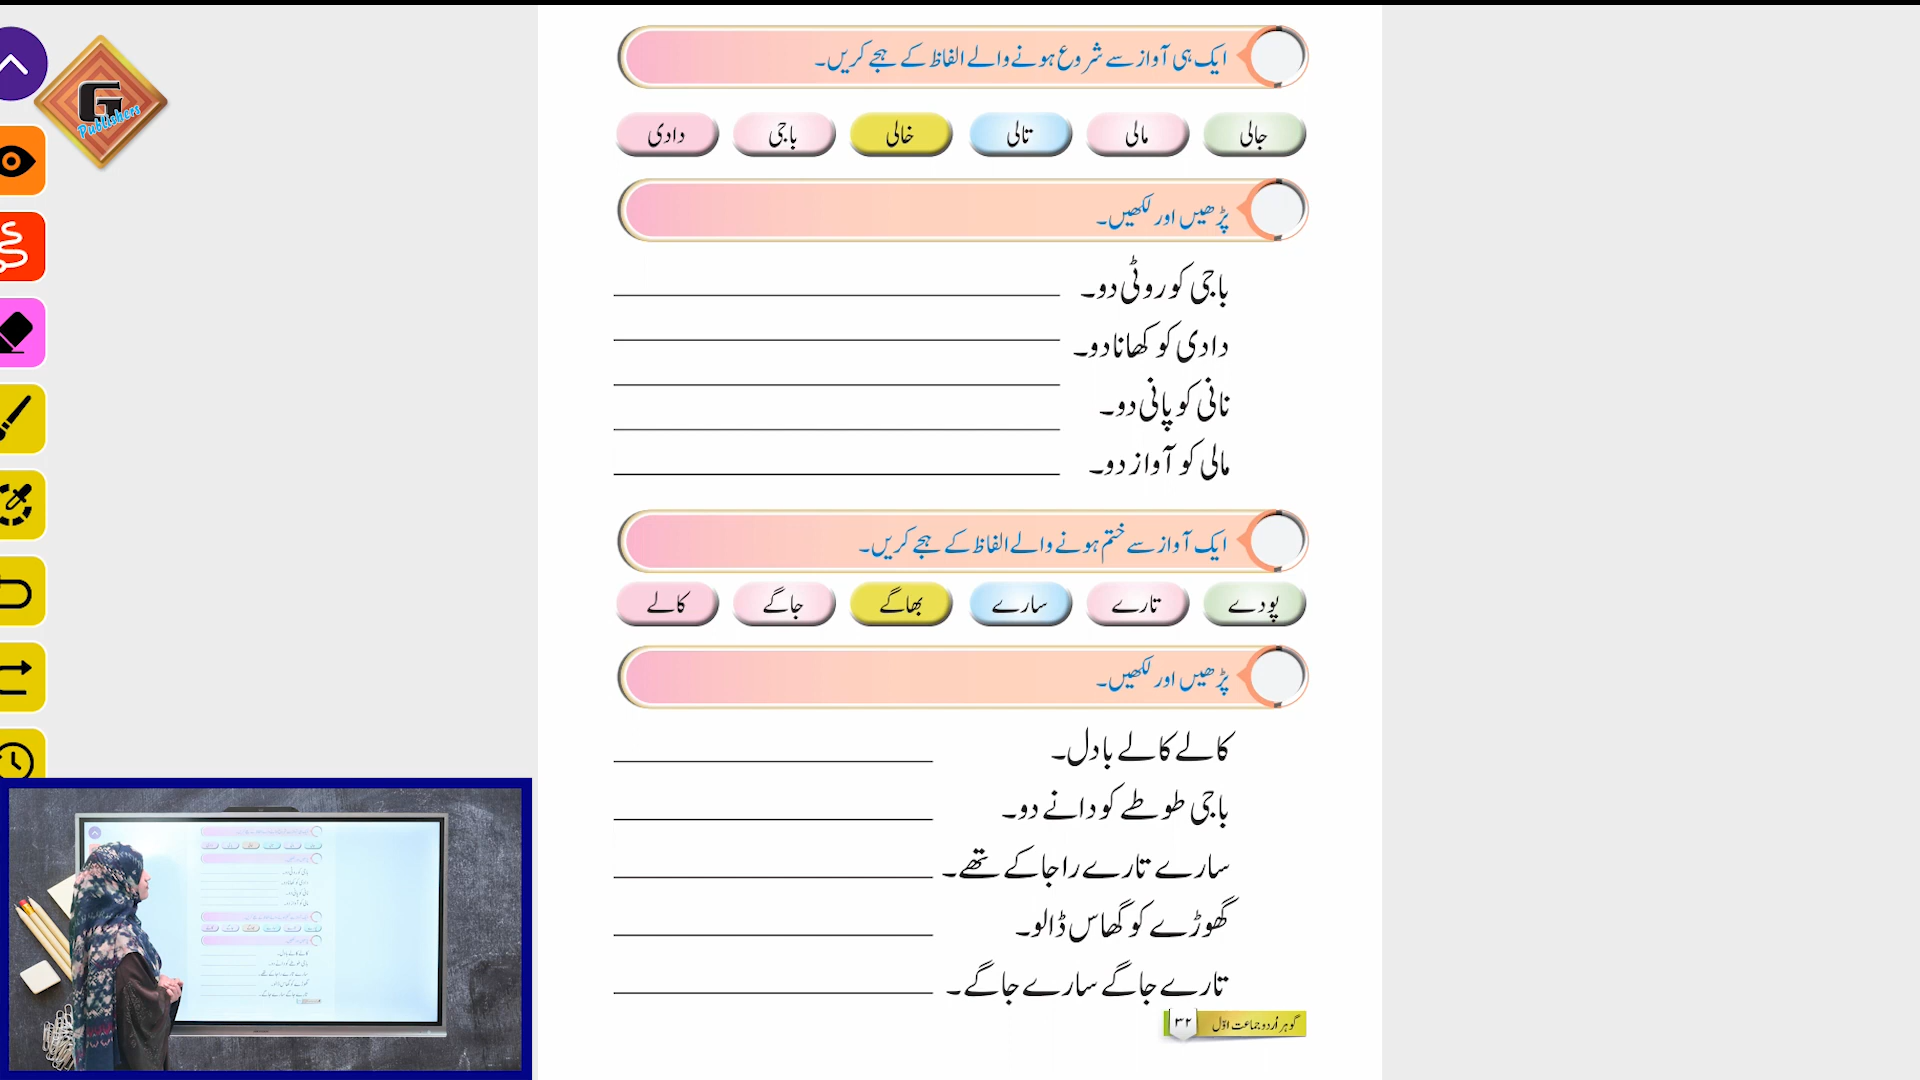 G
Publishers
ایک ہی آواز سے شروع ہونے والے الفاظ کے ہجے کریں۔
جالی مالی تالی خالی باجی دادی
پڑھیں اور لکھیں۔
باجی کو روٹی دو۔
دادی کو کھانا دو۔
نانی کو پانی دو۔
مالی کو آواز دو۔
ایک آواز سے ختم ہونے والے الفاظ کے ہجے کریں۔
پودے تارے سارے بھاگے جاگے کالے
پڑھیں اور لکھیں۔
کالے کالے بادل۔
باجی طوطے کو دانے دو۔
سارے تارے راجا کے تھے۔
گھوڑے کو گھاس ڈالو۔
تارے جاگے سارے جاگے۔
گوہر اُردو جماعت اوّل ۳۲